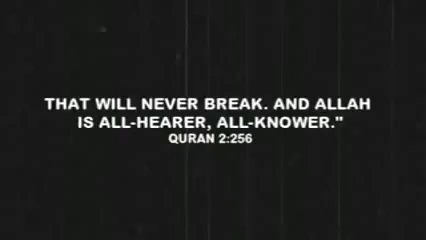 THAT WILL NEVER BREAK. AND ALLAH
IS ALL-HEARER, ALL-KNOWER."
QURAN 2:256